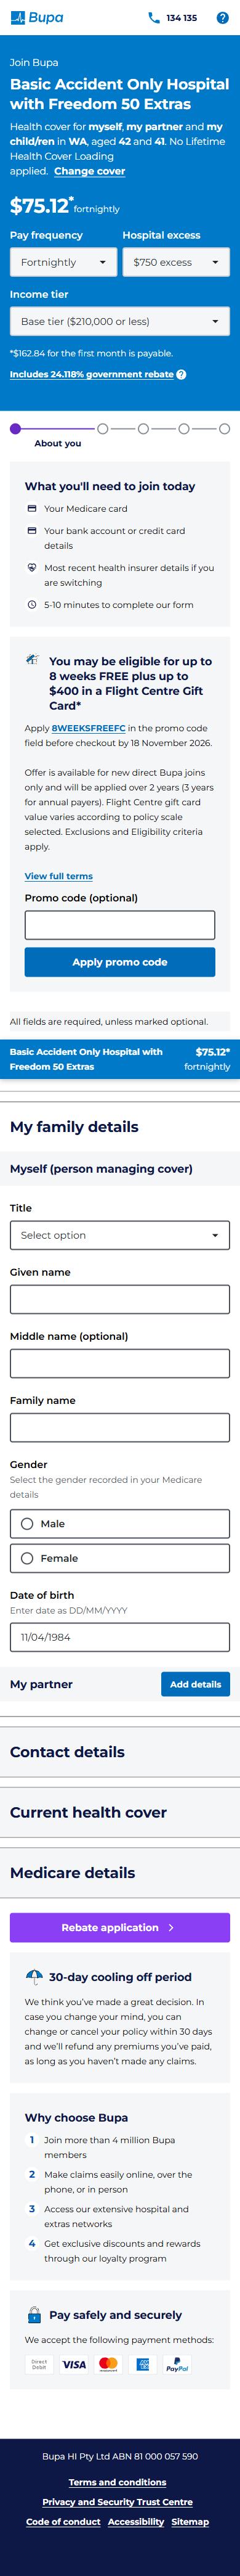 Bupa
134 135
?
Join Bupa
Basic Accident Only Hospital
with Freedom 50 Extras
Health cover for myself, my partner and my
child/ren in WA, aged 42 and 41. No Lifetime
Health Cover Loading
applied. Change cover
$75.12* fortnightly
Pay frequency
Hospital excess
Fortnightly
$750 excess
Income tier
Base tier ($210,000 or less)
*$162.84 for the first month is payable.
Includes 24.118% government rebate ?
About you
What you'll need to join today
Your Medicare card
Your bank account or credit card
details
Most recent health insurer details if you
are switching
5-10 minutes to complete our form
You may be eligible for up to
8 weeks FREE plus up to
$400 in a Flight Centre Gift
Card*
Apply 8WEEKSFREEFC in the promo code
field before checkout by 18 November 2026.
Offer is available for new direct Bupa joins
only and will be applied over 2 years (3 years
for annual payers). Flight Centre gift card
value varies according to policy scale
selected. Exclusions and Eligibility criteria
apply.
View full terms
Promo code (optional)
Apply promo code
All fields are required, unless marked optional.
Basic Accident Only Hospital with
Freedom 50 Extras
$75.12*
fortnightly
My family details
Myself (person managing cover)
Title
Select option
Given name
Middle name (optional)
Family name
Gender
Select the gender recorded in your Medicare
details
Male
Female
Date of birth
Enter date as DD/MM/YYYY
11/04/1984
My partner
Add details
Contact details
Current health cover
Medicare details
Rebate application
30-day cooling off period
We think you've made a great decision. In
case you change your mind, you can
change or cancel your policy within 30 days
and we'll refund any premiums you've paid,
as long as you haven't made any claims.
Why choose Bupa
1 Join more than 4 million Bupa
members
2 Make claims easily online, over the
phone, or in person
3 Access our extensive hospital and
extras networks
4 Get exclusive discounts and rewards
through our loyalty program
Pay safely and securely
We accept the following payment methods:
Direct
Debit
VISA
mastercard
AM
EX
PayPal
Bupa HI Pty Ltd ABN 81 000 057 590
Terms and conditions
Privacy and Security Trust Centre
Code of conduct Accessibility Sitemap